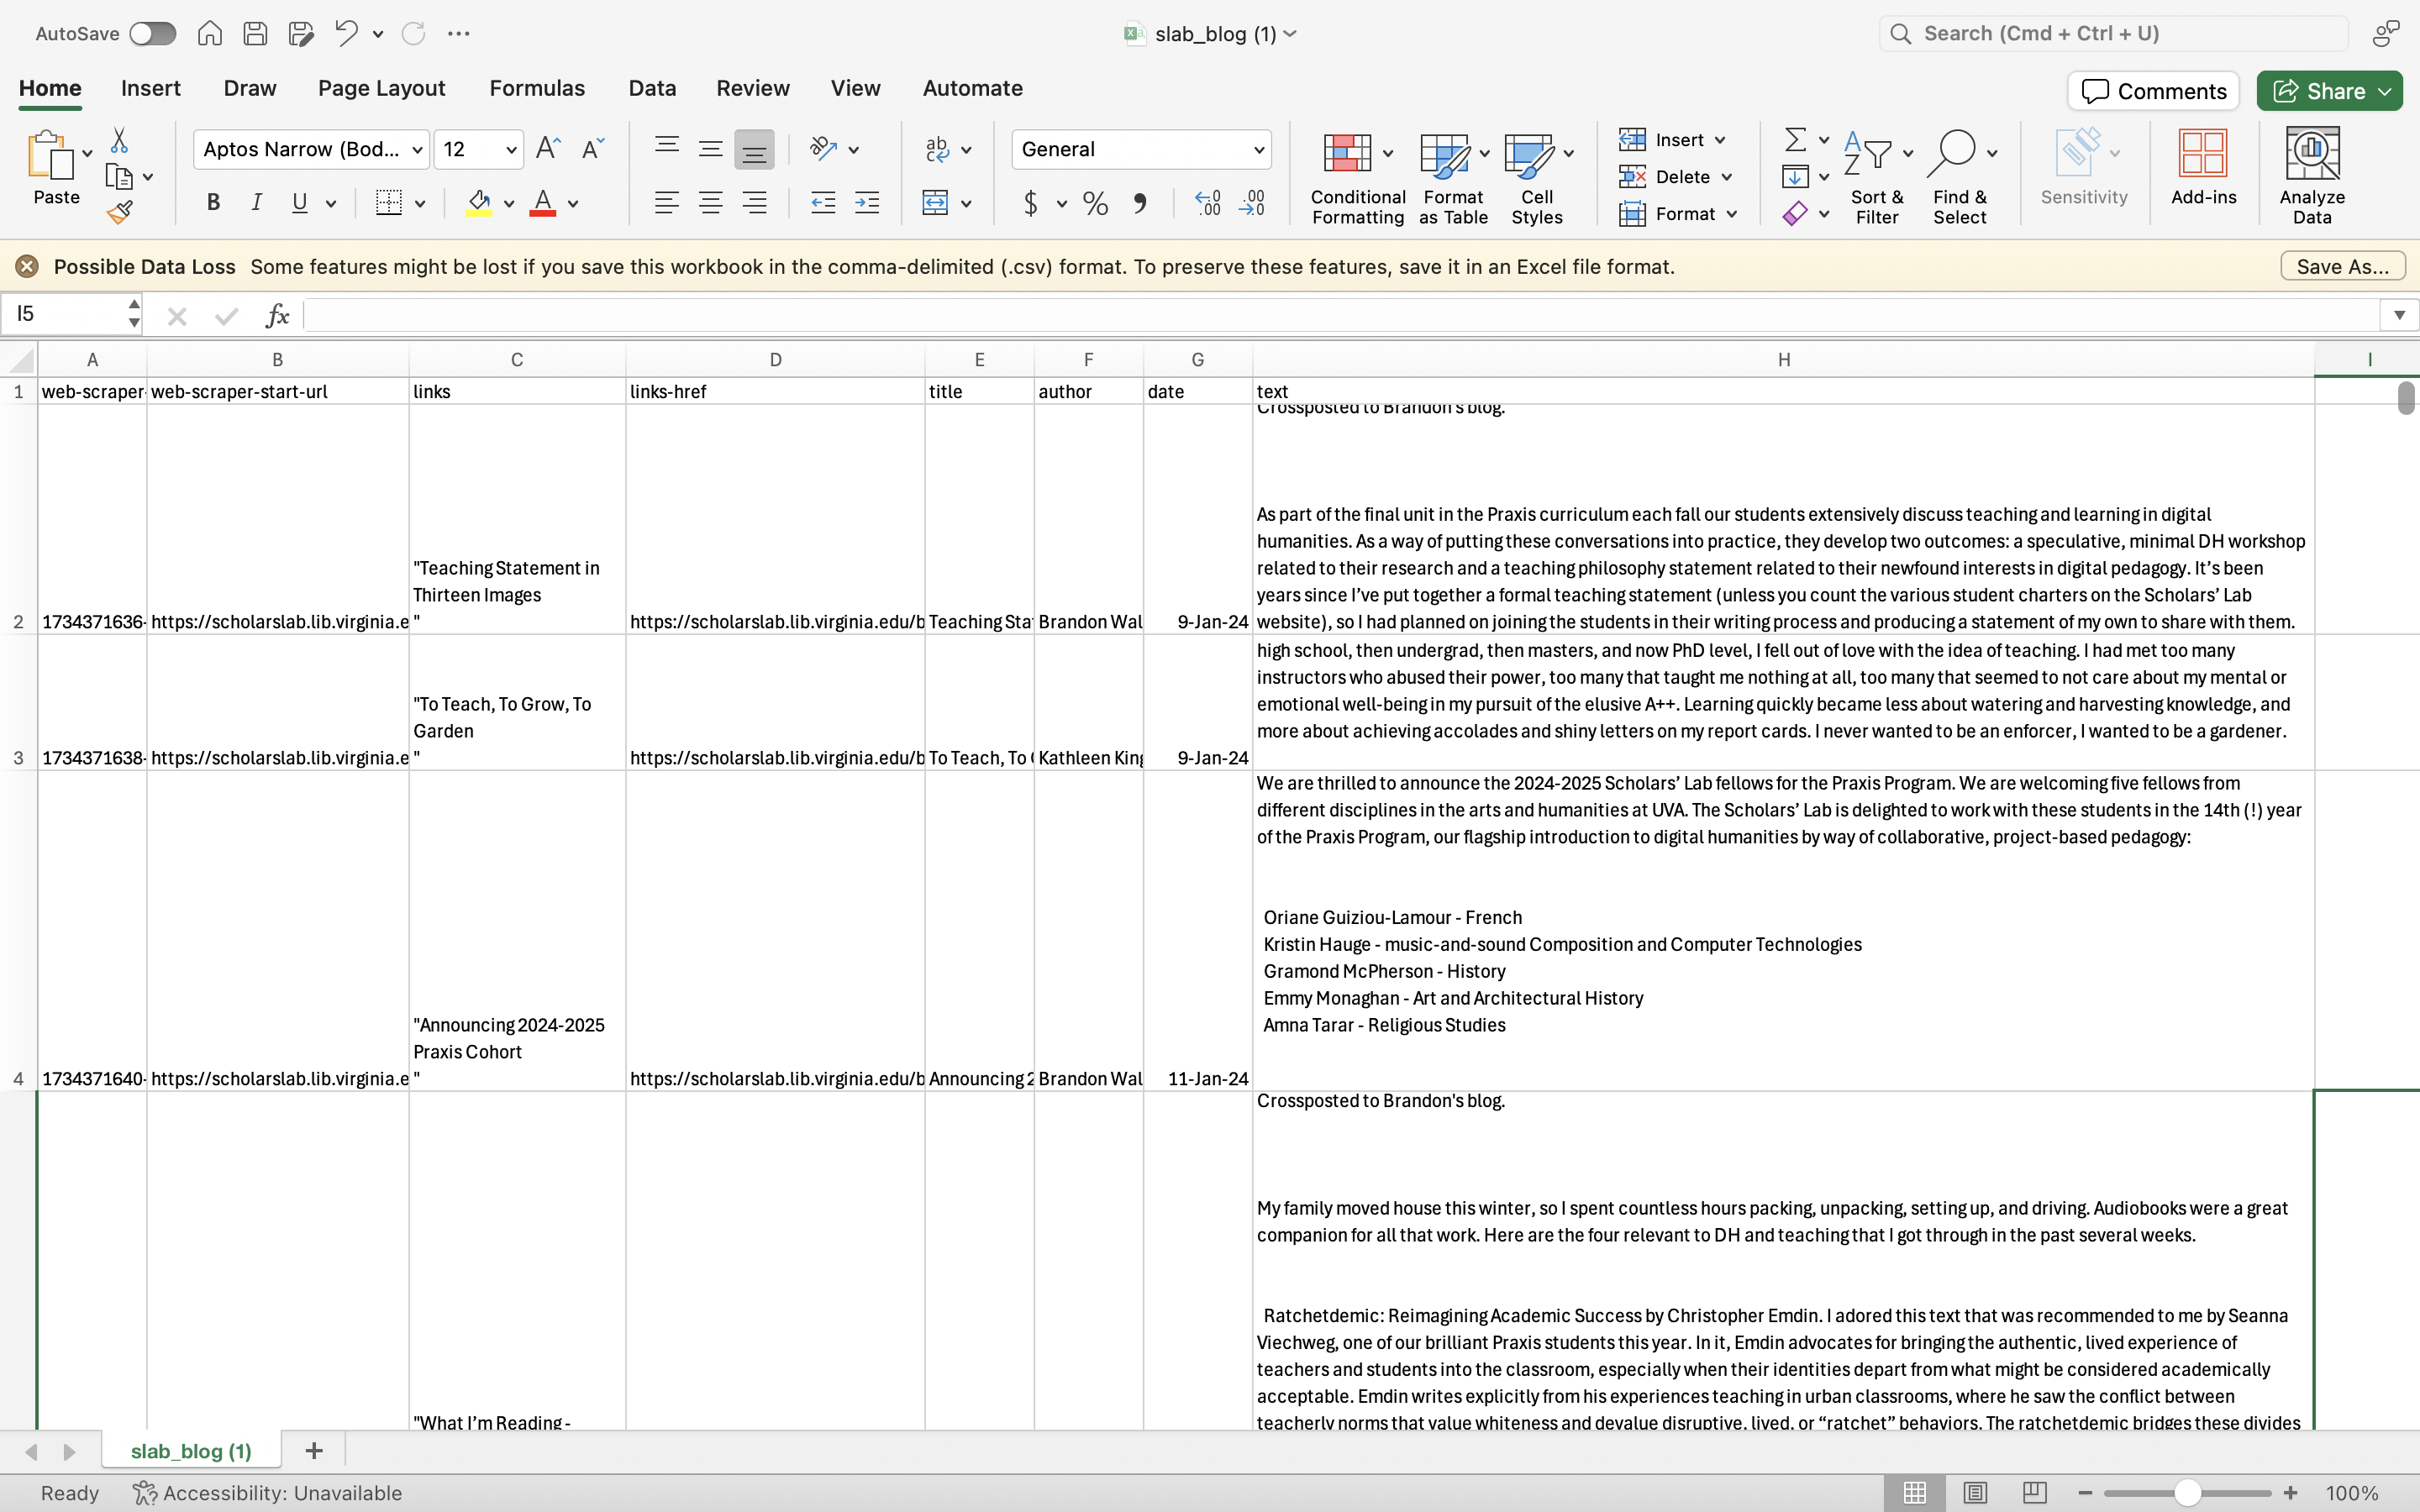 AutoSave
slab_blog (1)
Search (Cmd + Ctrl + U)
Home Insert Draw Page Layout Formulas Data Review View Automate
Comments Share
Paste
Aptos Narrow (Bod... 12
B I U
General
$ %
Conditional Formatting
Format as Table
Cell Styles
Insert
Delete
Format
Sort & Filter
Find & Select
Sensitivity
Add-ins
Analyze Data
Possible Data Loss Some features might be lost if you save this workbook in the comma-delimited (.csv) format. To preserve these features, save it in an Excel file format. Save As...
I5
fx
A B C D E F G H I
1 web-scraper- web-scraper-start-url links links-href title author date text
Crossposted to Brandon's blog.
As part of the final unit in the Praxis curriculum each fall our students extensively discuss teaching and learning in digital
humanities. As a way of putting these conversations into practice, they develop two outcomes: a speculative, minimal DH workshop
"Teaching Statement in related to their research and a teaching philosophy statement related to their newfound interests in digital pedagogy. It’s been
Thirteen Images years since I’ve put together a formal teaching statement (unless you count the various student charters on the Scholars’ Lab
2 1734371636- https://scholarslab.lib.virginia.e " https://scholarslab.lib.virginia.edu/b Teaching Sta Brandon Wal 9-Jan-24 website), so I had planned on joining the students in their writing process and producing a statement of my own to share with them.
high school, then undergrad, then masters, and now PhD level, I fell out of love with the idea of teaching. I had met too many
instructors who abused their power, too many that taught me nothing at all, too many that seemed to not care about my mental or
"To Teach, To Grow, To emotional well-being in my pursuit of the elusive A++. Learning quickly became less about watering and harvesting knowledge, and
Garden more about achieving accolades and shiny letters on my report cards. I never wanted to be an enforcer, I wanted to be a gardener.
3 1734371638- https://scholarslab.lib.virginia.e " https://scholarslab.lib.virginia.edu/b To Teach, To Kathleen King 9-Jan-24
We are thrilled to announce the 2024-2025 Scholars’ Lab fellows for the Praxis Program. We are welcoming five fellows from
different disciplines in the arts and humanities at UVA. The Scholars’ Lab is delighted to work with these students in the 14th (!) year
of the Praxis Program, our flagship introduction to digital humanities by way of collaborative, project-based pedagogy:
Oriane Guiziou-Lamour - French
Kristin Hauge - music-and-sound Composition and Computer Technologies
Gramond McPherson - History
Emmy Monaghan - Art and Architectural History
"Announcing 2024-2025 Amna Tarar - Religious Studies
Praxis Cohort
4 1734371640- https://scholarslab.lib.virginia.e " https://scholarslab.lib.virginia.edu/b Announcing 2 Brandon Wal 11-Jan-24
Crossposted to Brandon's blog.
My family moved house this winter, so I spent countless hours packing, unpacking, setting up, and driving. Audiobooks were a great
companion for all that work. Here are the four relevant to DH and teaching that I got through in the past several weeks.
Ratchetdemic: Reimagining Academic Success by Christopher Emdin. I adored this text that was recommended to me by Seanna
Viechweg, one of our brilliant Praxis students this year. In it, Emdin advocates for bringing the authentic, lived experience of
teachers and students into the classroom, especially when their identities depart from what might be considered academically
acceptable. Emdin writes explicitly from his experiences teaching in urban classrooms, where he saw the conflict between
"What I’m Reading - teacherly norms that value whiteness and devalue disruptive, lived, or “ratchet” behaviors. The ratchetdemic bridges these divides
slab_blog (1)
Ready Accessibility: Unavailable 100%